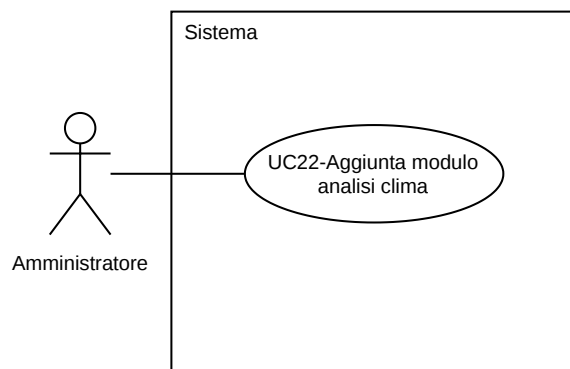 Sistema
UC22-Aggiunta modulo
analisi clima
Amministratore